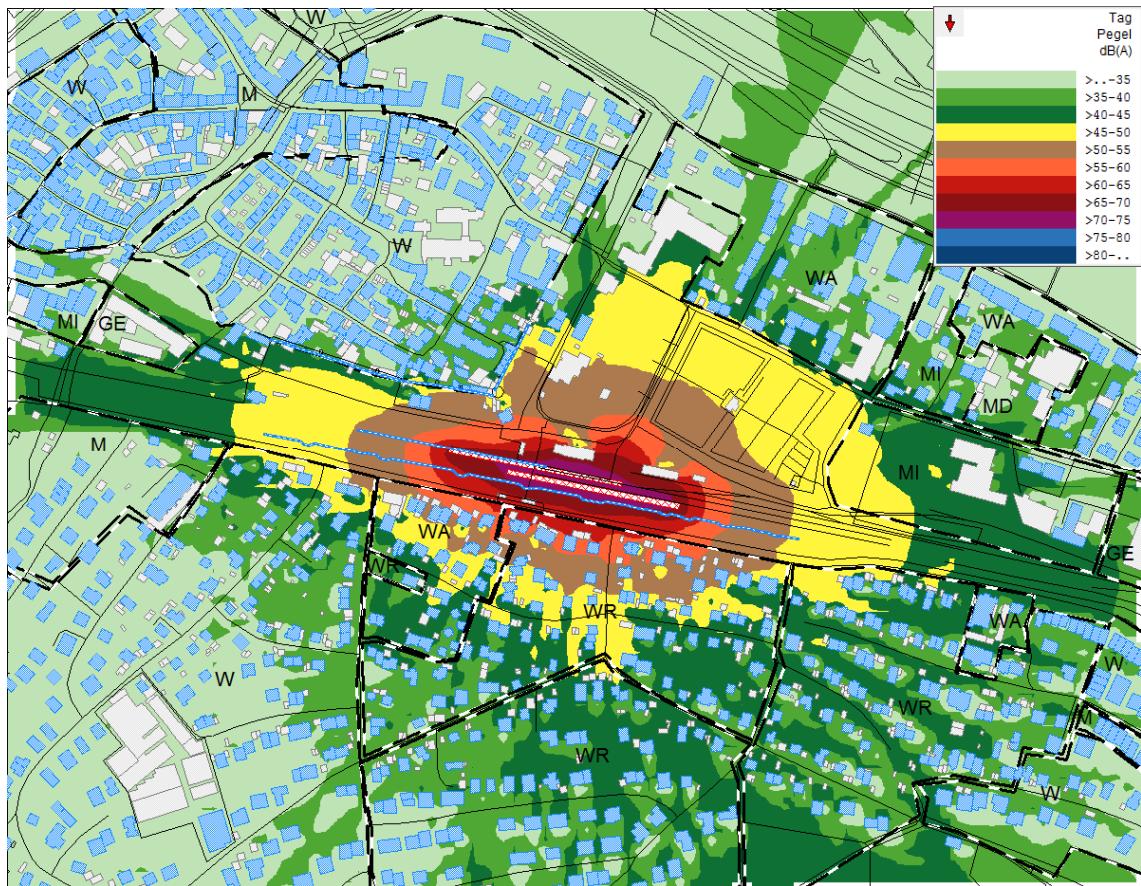 Tag
Pegel
dB(A)
>..-35
>35-40
>40-45
>45-50
>50-55
>55-60
>60-65
>65-70
>70-75
>75-80
>80-..
W
W
M
W
WA
WA
MI
GE
MI
MD
M
MI
WA
GE
WR
WR
WA
W
W
WR
M
WR
W